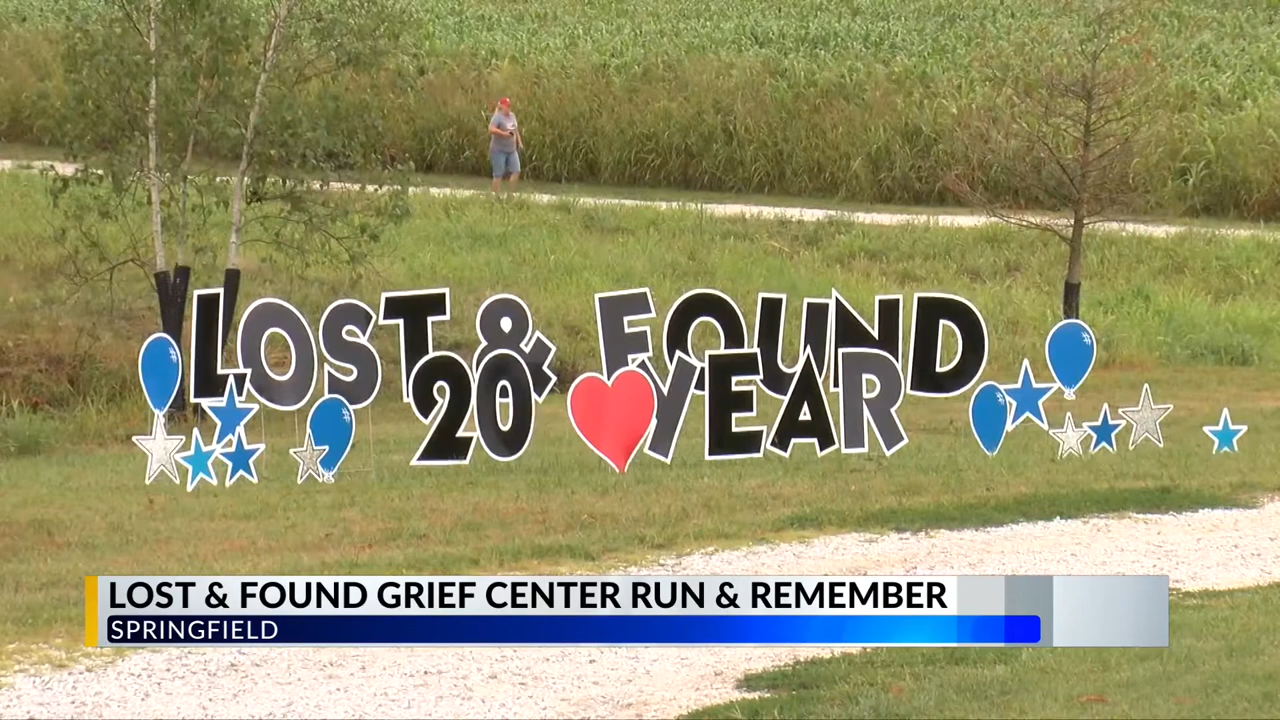 LOST & FOUND
20 YEAR
LOST & FOUND GRIEF CENTER RUN & REMEMBER
SPRINGFIELD